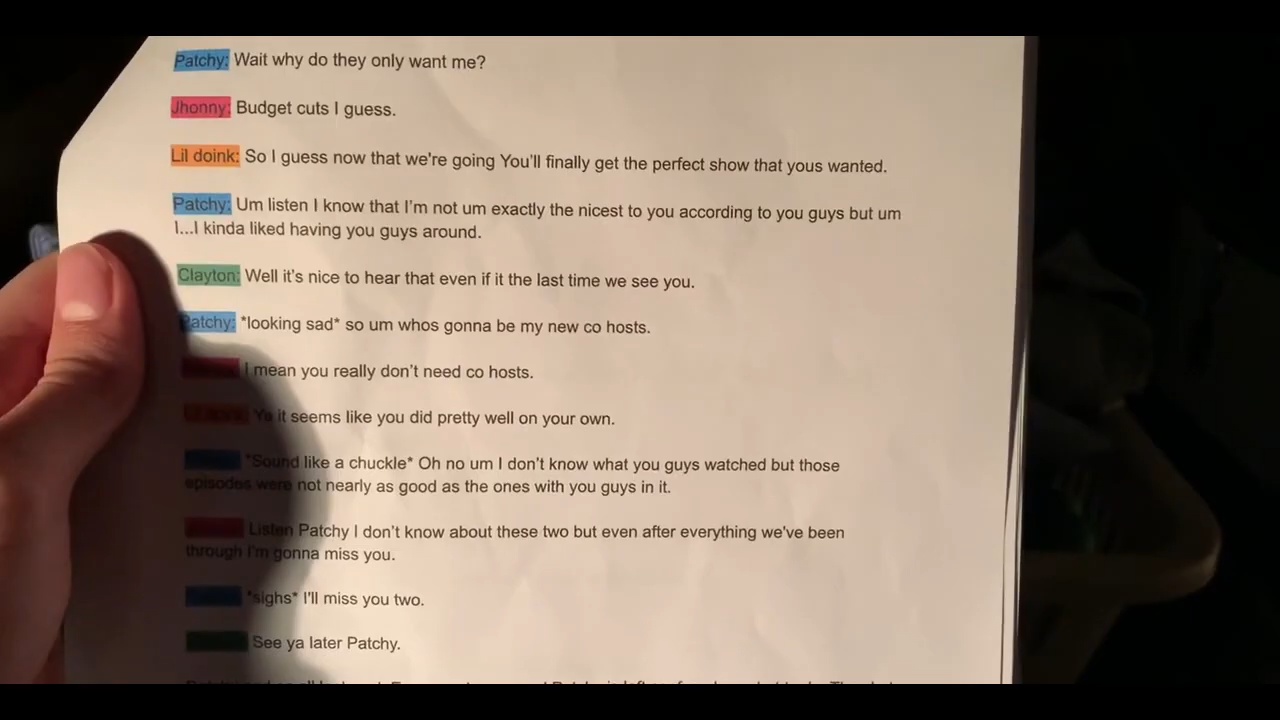 Patchy: Wait why do they only want me?
Jhonny: Budget cuts I guess.
Lil doink: So I guess now that we're going You'll finally get the perfect show that yous wanted.
Patchy: Um listen I know that I'm not um exactly the nicest to you according to you guys but um
I...I kinda liked having you guys around.
Clayton: Well it's nice to hear that even if it the last time we see you.
Patchy: *looking sad* so um whos gonna be my new co hosts.
I mean you really don't need co hosts.
Ya it seems like you did pretty well on your own.
*Sound like a chuckle* Oh no um I don't know what you guys watched but those
episodes were not nearly as good as the ones with you guys in it.
Listen Patchy I don't know about these two but even after everything we've been
through I'm gonna miss you.
*sighs* I'll miss you two.
See ya later Patchy.